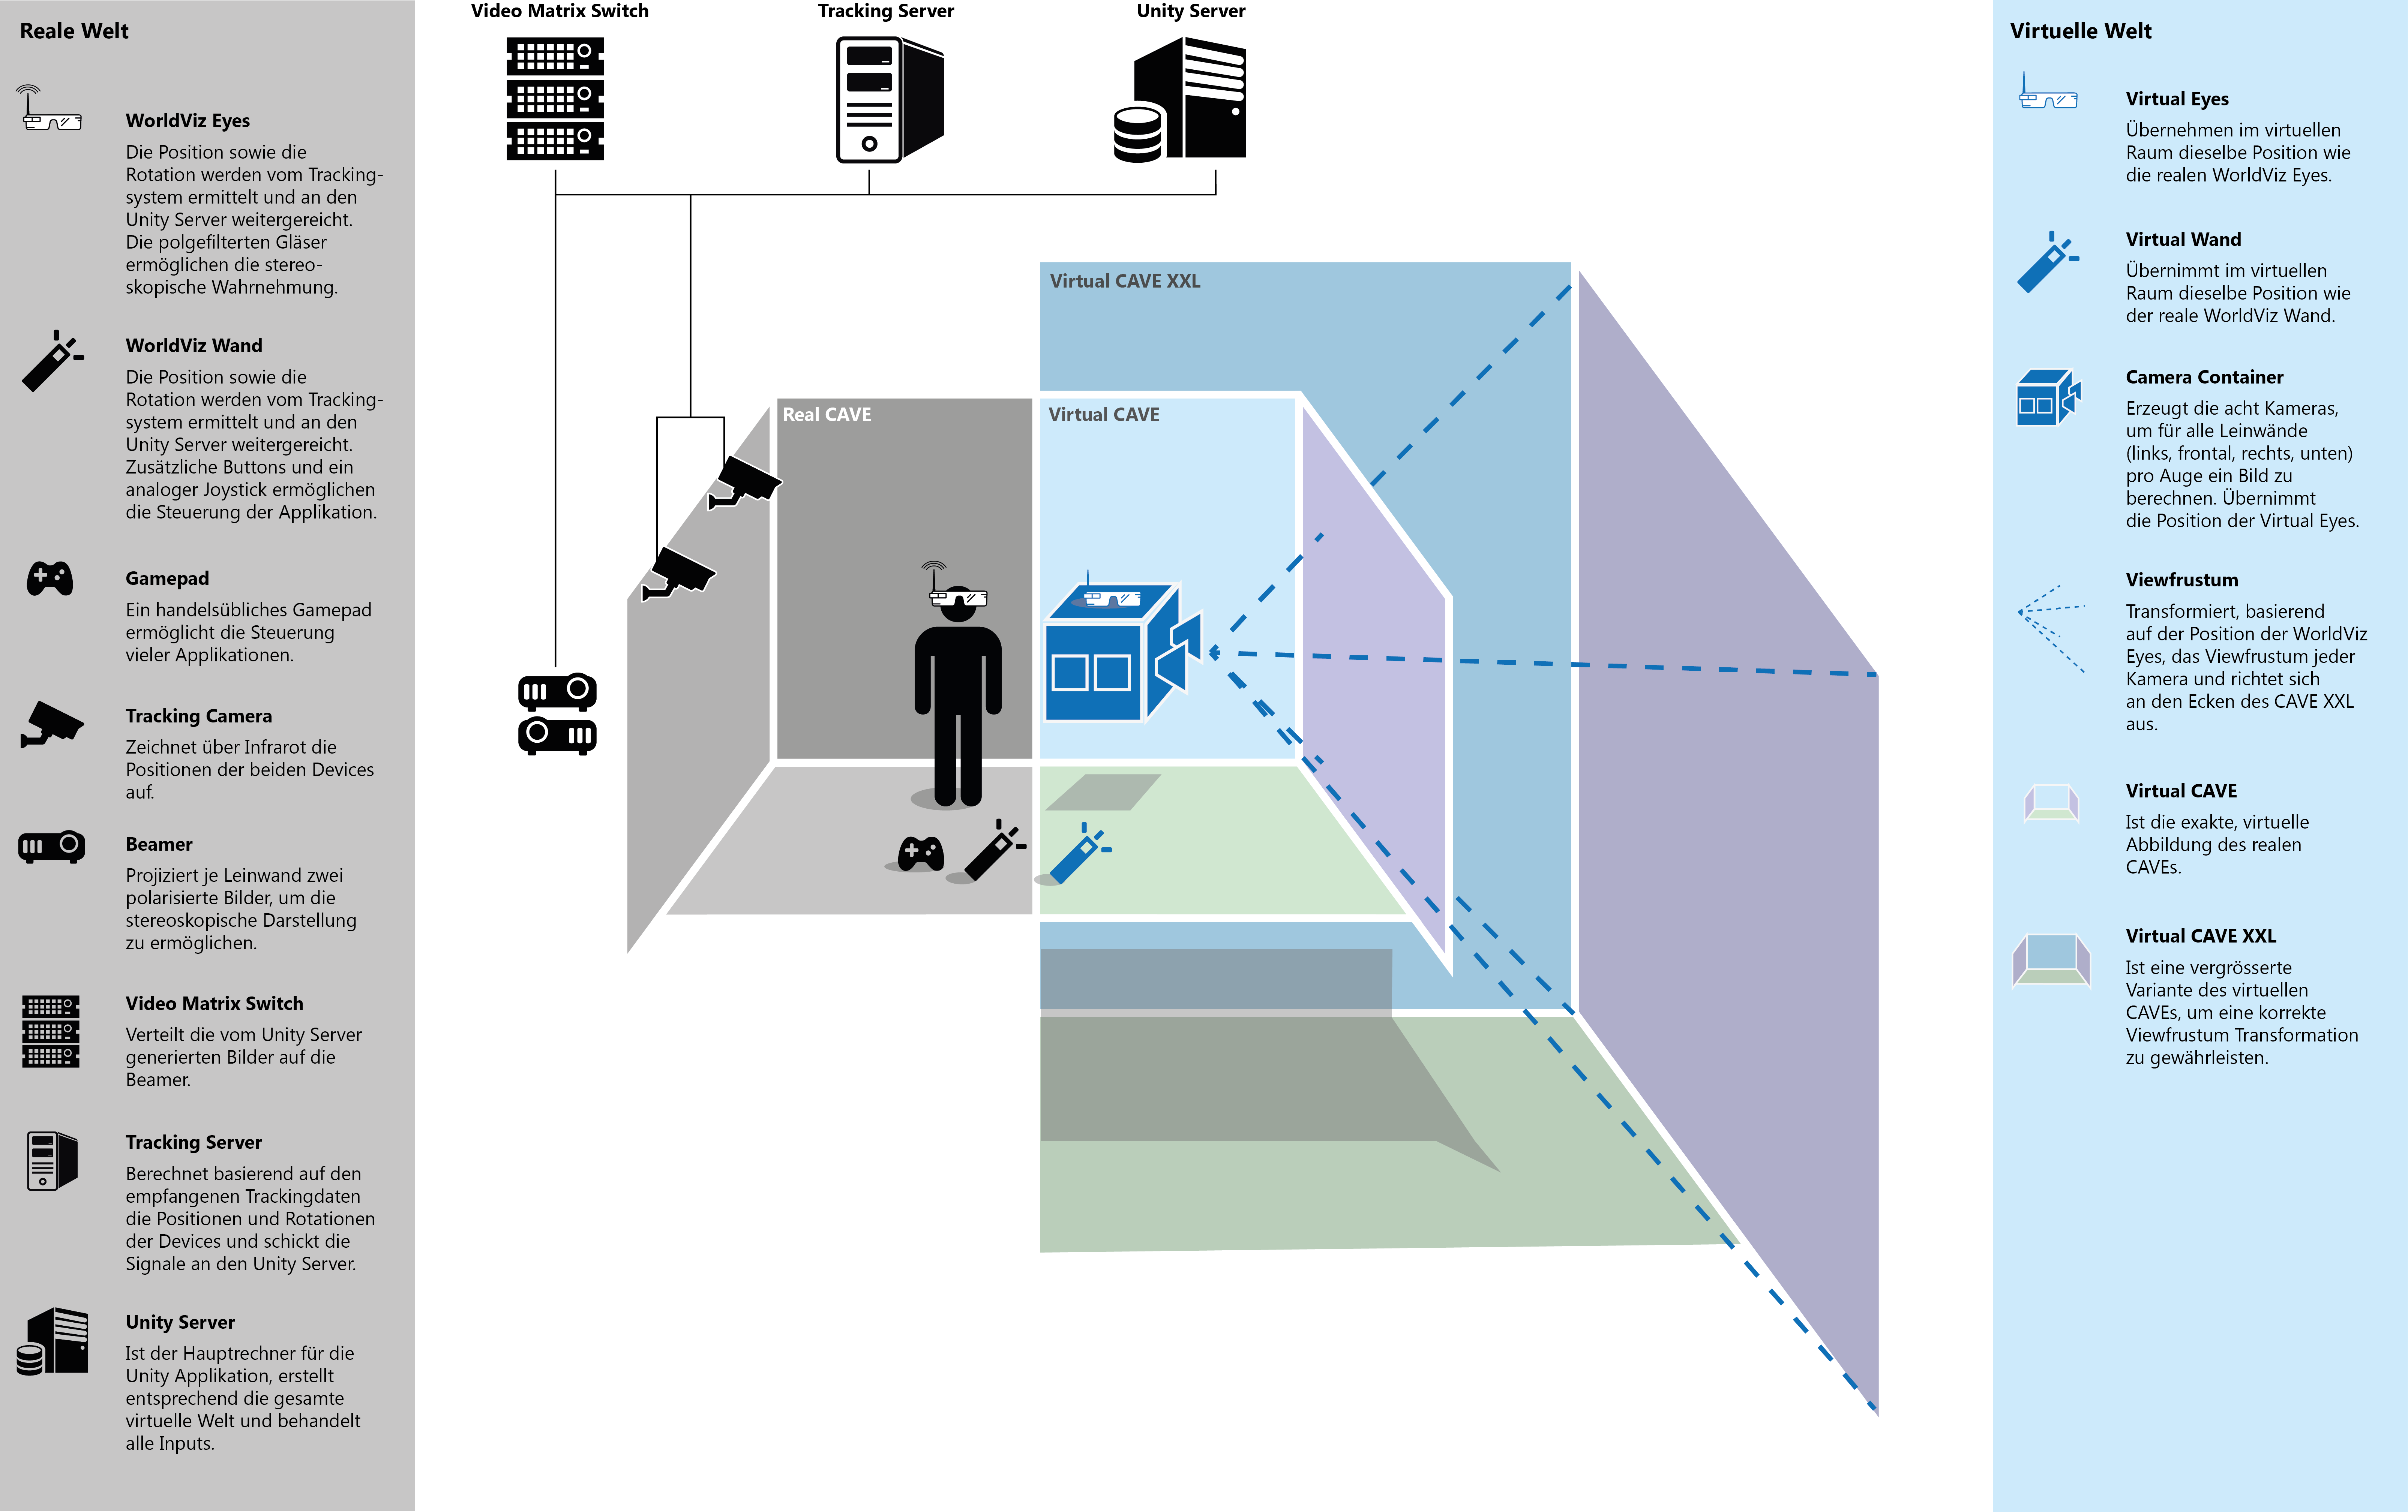 Reale Welt
WorldViz Eyes
Die Position sowie die
Rotation werden vom Tracking-
system ermittelt und an den
Unity Server weitergereicht.
Die polgefilterten Gläser
ermöglichen die stereo-
skopische Wahrnehmung.
WorldViz Wand
Die Position sowie die
Rotation werden vom Tracking-
system ermittelt und an den
Unity Server weitergereicht.
Zusätzliche Buttons und ein
analoger Joystick ermöglichen
die Steuerung der Applikation.
Gamepad
Ein handelsübliches Gamepad
ermöglicht die Steuerung
vieler Applikationen.
Tracking Camera
Zeichnet über Infrarot die
Positionen der beiden Devices
auf.
Beamer
Projiziert je Leinwand zwei
polarisierte Bilder, um die
stereoskopische Darstellung
zu ermöglichen.
Video Matrix Switch
Verteilt die vom Unity Server
generierten Bilder auf die
Beamer.
Tracking Server
Berechnet basierend auf den
empfangenen Trackingdaten
die Positionen und Rotationen
der Devices und schickt die
Signale an den Unity Server.
Unity Server
Ist der Hauptrechner für die
Unity Applikation, erstellt
entsprechend die gesamte
virtuelle Welt und behandelt
alle Inputs.
Video Matrix Switch
Tracking Server
Unity Server
Virtual CAVE XXL
Real CAVE
Virtual CAVE
Virtuelle Welt
Virtual Eyes
Übernehmen im virtuellen
Raum dieselbe Position wie
die realen WorldViz Eyes.
Virtual Wand
Übernimmt im virtuellen
Raum dieselbe Position wie
der reale WorldViz Wand.
Camera Container
Erzeugt die acht Kameras,
um für alle Leinwände
(links, frontal, rechts, unten)
pro Auge ein Bild zu
berechnen. Übernimmt
die Position der Virtual Eyes.
Viewfrustum
Transformiert, basierend
auf der Position der WorldViz
Eyes, das Viewfrustum jeder
Kamera und richtet sich
an den Ecken des CAVE XXL
aus.
Virtual CAVE
Ist die exakte, virtuelle
Abbildung des realen
CAVEs.
Virtual CAVE XXL
Ist eine vergrösserte
Variante des virtuellen
CAVEs, um eine korrekte
Viewfrustum Transformation
zu gewährleisten.